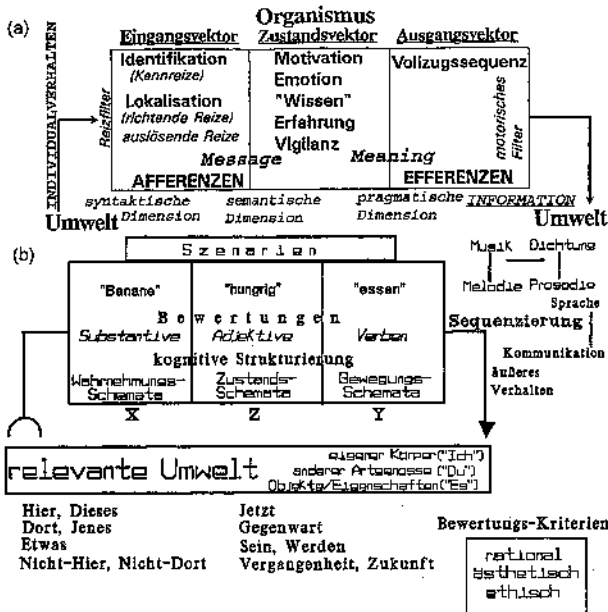 (a)
Organismus
Eingangsvektor Zustandsvektor Ausgangsvektor
INDIVIDUALVERHALTEN
Reizfilter
Identifikation
(Kennreize)
Lokalisation
(richtende Reize)
auslösende Reize
Motivation
Emotion
"Wissen"
Erfahrung
Vigilanz
Vollzugssequenz
motorisches
Filter
Message Meaning
AFFERENZEN EFFERENZEN
syntaktische semantische pragmatische INFORMATION
Dimension Dimension Dimension
Umwelt Umwelt
(b)
Szenarien
"Banane" "hungrig" "essen"
Bewertungen
Substantive Adjektive Verben
kognitive Strukturierung
Wahrnehmungs- Zustands- Bewegungs-
Schemata Schemata Schemata
X Z Y
Musik Dichtung
Melodie Prosodie
Sprache
Sequenzierung
Kommunikation
äußeres
Verhalten
relevante Umwelt
eigener Körper ("Ich")
anderer Artgenosse ("Du")
Objekte/Eigenschaften ("Es")
Hier, Dieses Jetzt
Dort, Jenes Gegenwart
Etwas Sein, Werden
Nicht-Hier, Nicht-Dort Vergangenheit, Zukunft
Bewertungs-Kriterien
rational
ästhetisch
ethisch